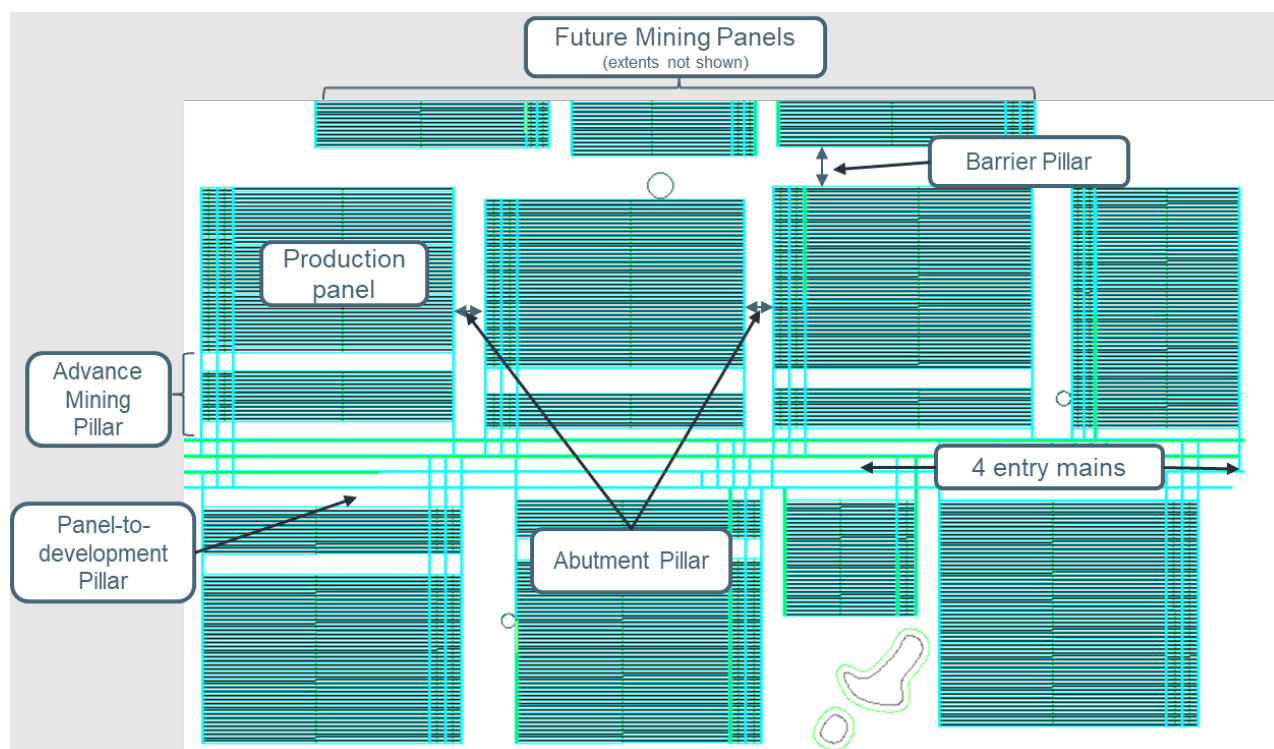 Future Mining Panels
(extents not shown)
Barrier Pillar
Production
panel
Advance
Mining
Pillar
4 entry mains
Panel-to-
development
Pillar
Abutment Pillar